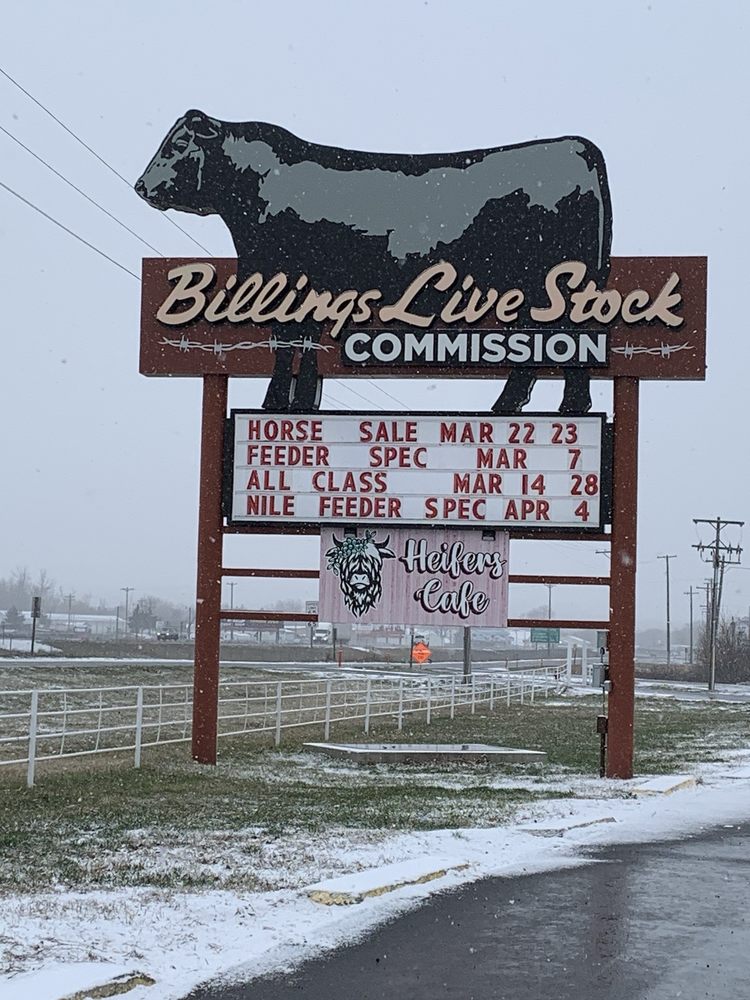 Billings Live Stock
COMMISSION
HORSE SALE MAR 22 23
FEEDER SPEC MAR 7
ALL CLASS MAR 14 28
NILE FEEDER SPEC APR 4
Heifers
Cafe